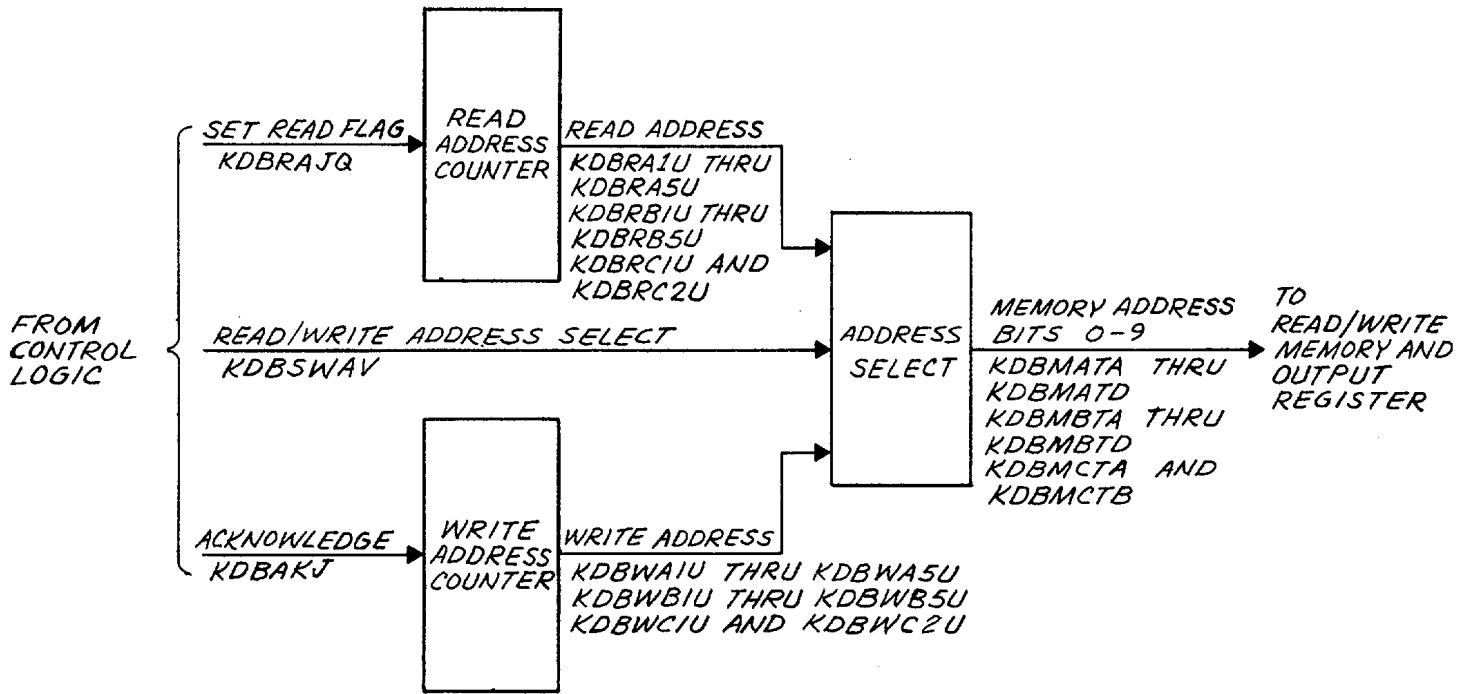 FROM
CONTROL
LOGIC
SET READ FLAG
KDBRAJQ
READ
ADDRESS
COUNTER
READ ADDRESS
KDBRA1U THRU
KDBRA5U
KDBRB1U THRU
KDBRB5U
KDBRC1U AND
KDBRC2U
READ/WRITE ADDRESS SELECT
KDBSWAV
ACKNOWLEDGE
KDBAKJ
WRITE
ADDRESS
COUNTER
WRITE ADDRESS
KDBWA1U THRU KDBWA5U
KDBWB1U THRU KDBWB5U
KDBWC1U AND KDBWC2U
ADDRESS
SELECT
MEMORY ADDRESS
BITS 0-9
KDBMATA THRU
KDBMATD
KDBMBTA THRU
KDBMBTD
KDBMCTA AND
KDBMCTB
TO
READ/WRITE
MEMORY AND
OUTPUT
REGISTER